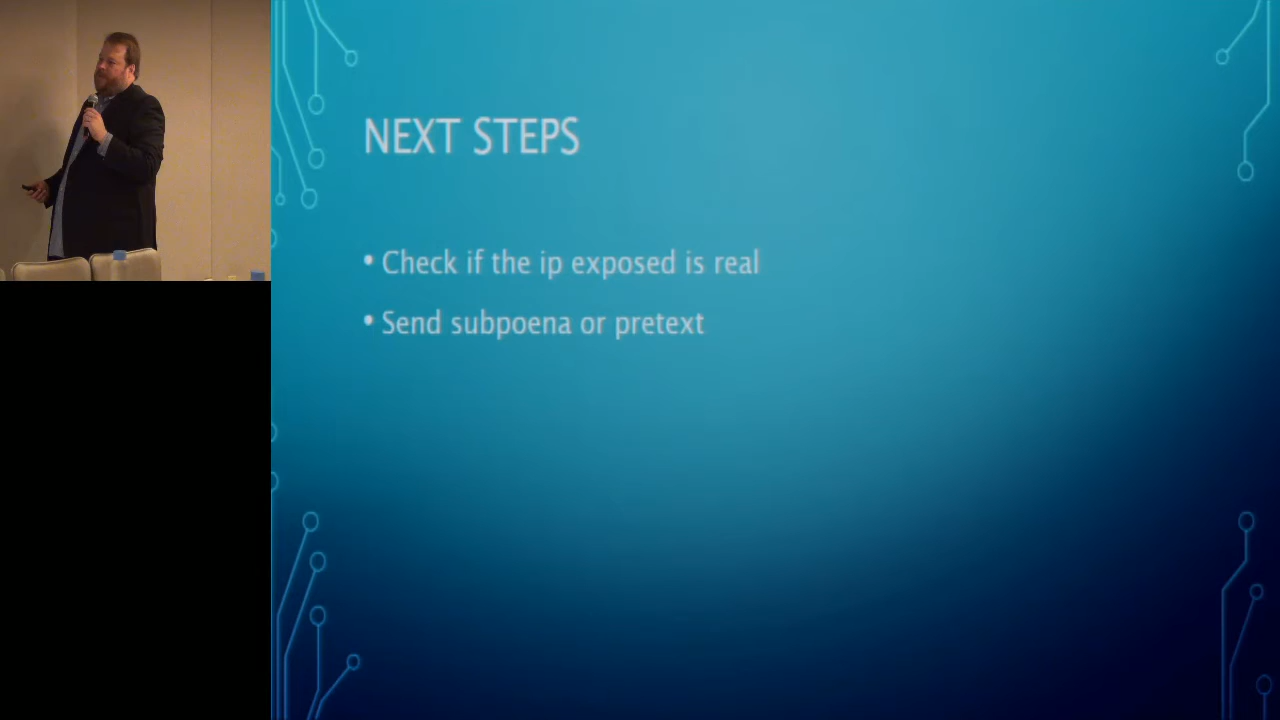 NEXT STEPS
• Check if the ip exposed is real
• Send subpoena or pretext